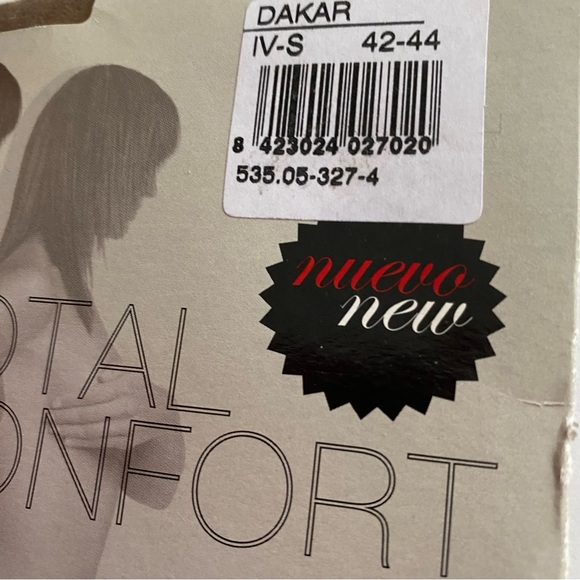 DAKAR
IV-S 42-44
8 423024 027020
535.05-327-4
nuevo
new
OTAL
ONFORT